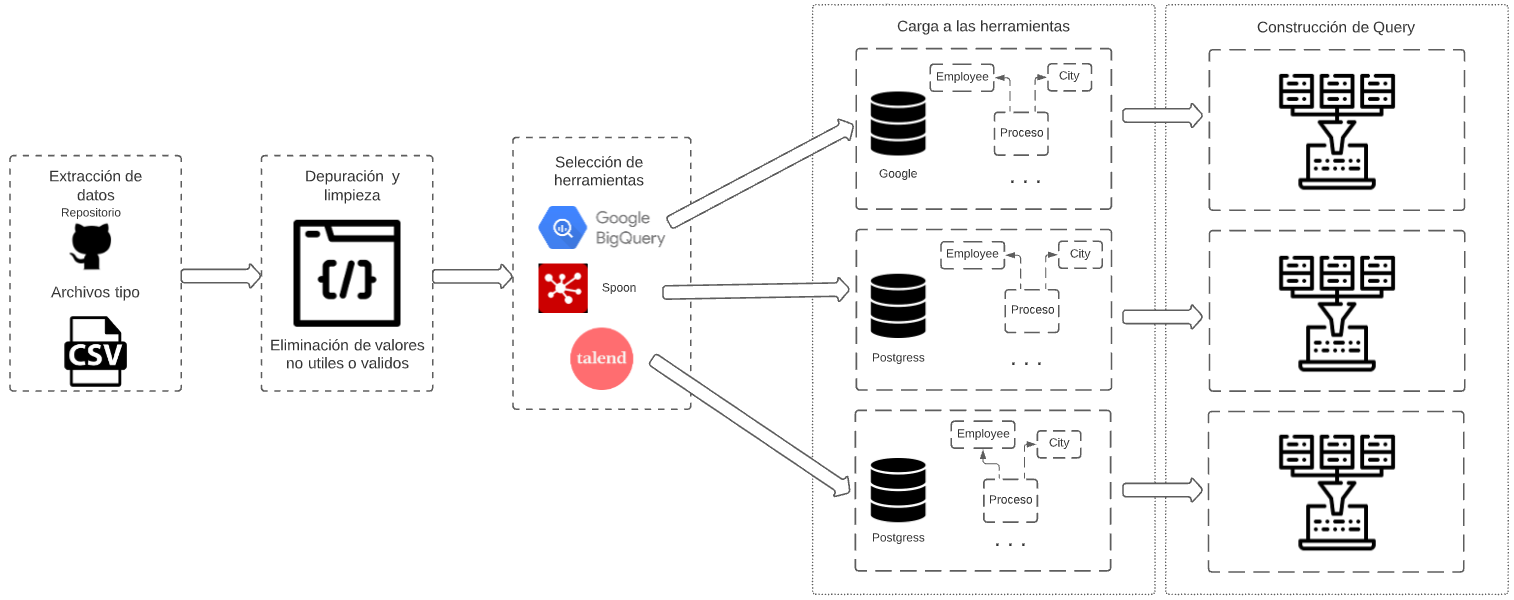 Extracción de
datos
Repositorio
Archivos tipo
CSV
Depuración y
limpieza
{/}
Eliminación de valores
no utiles o validos
Selección de
herramientas
Google
BigQuery
Spoon
talend
Carga a las herramientas
Employee
City
Proceso
Google
. . .
Employee
City
Proceso
Postgress
. . .
Employee
City
Proceso
Postgress
. . .
Construcción de Query